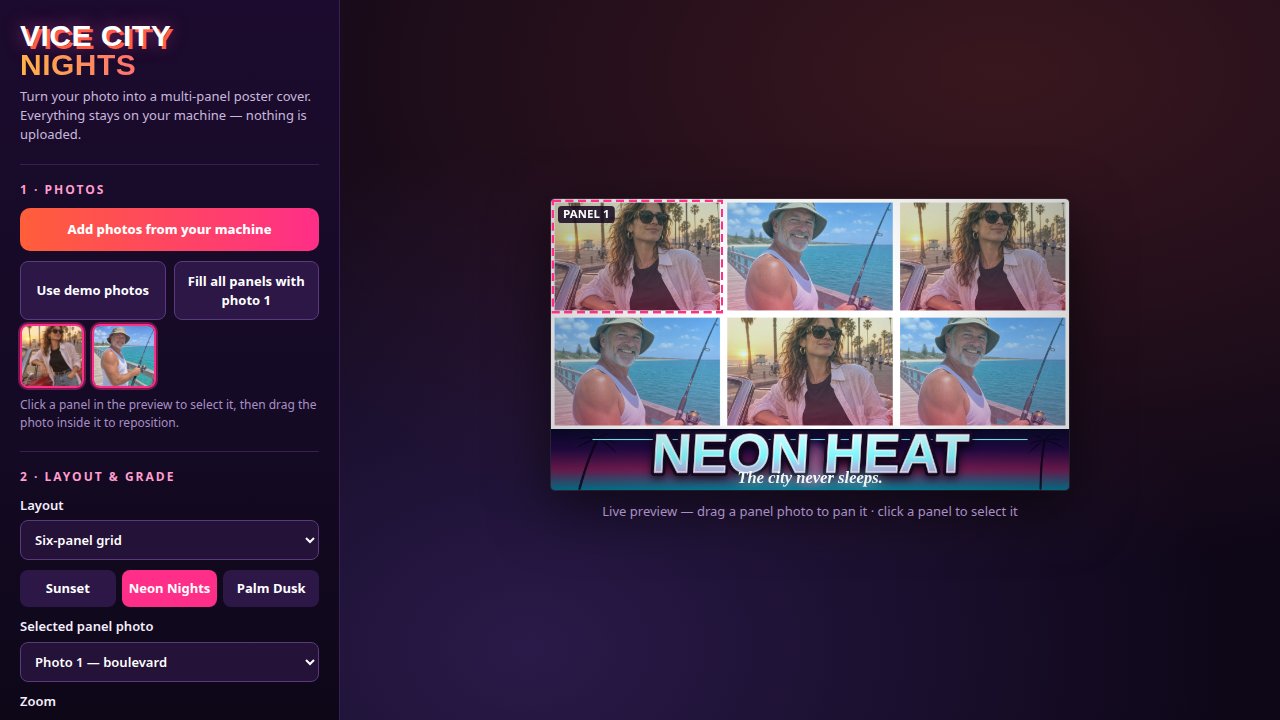 VICE CITY
NIGHTS
Turn your photo into a multi-panel poster cover.
Everything stays on your machine — nothing is
uploaded.
1 · PHOTOS
Add photos from your machine
Use demo photos
Fill all panels with
photo 1
Click a panel in the preview to select it, then drag the
photo inside it to reposition.
2 · LAYOUT & GRADE
Layout
Six-panel grid
Sunset
Neon Nights
Palm Dusk
Selected panel photo
Photo 1 — boulevard
Zoom
PANEL 1
NEON HEAT
The city never sleeps.
Live preview — drag a panel photo to pan it · click a panel to select it